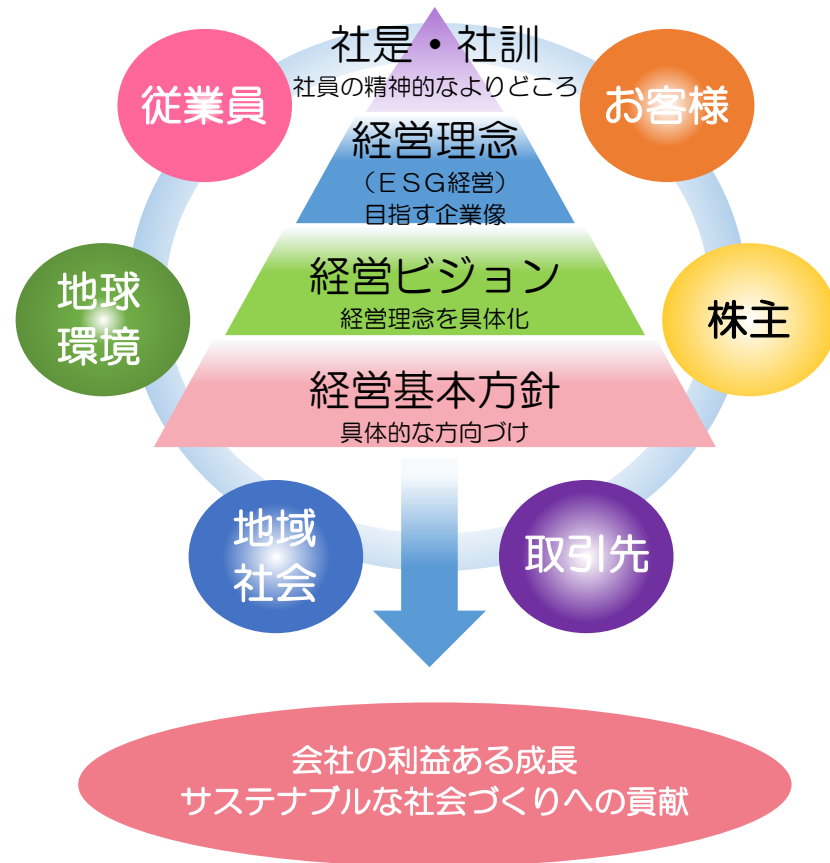 社是・社訓
社員の精神的なよりどころ
従業員
お客様
経営理念
（ＥＳＧ経営）
目指す企業像
地球
環境
経営ビジョン
経営理念を具体化
株主
経営基本方針
具体的な方向づけ
地域
社会
取引先
会社の利益ある成長
サステナブルな社会づくりへの貢献